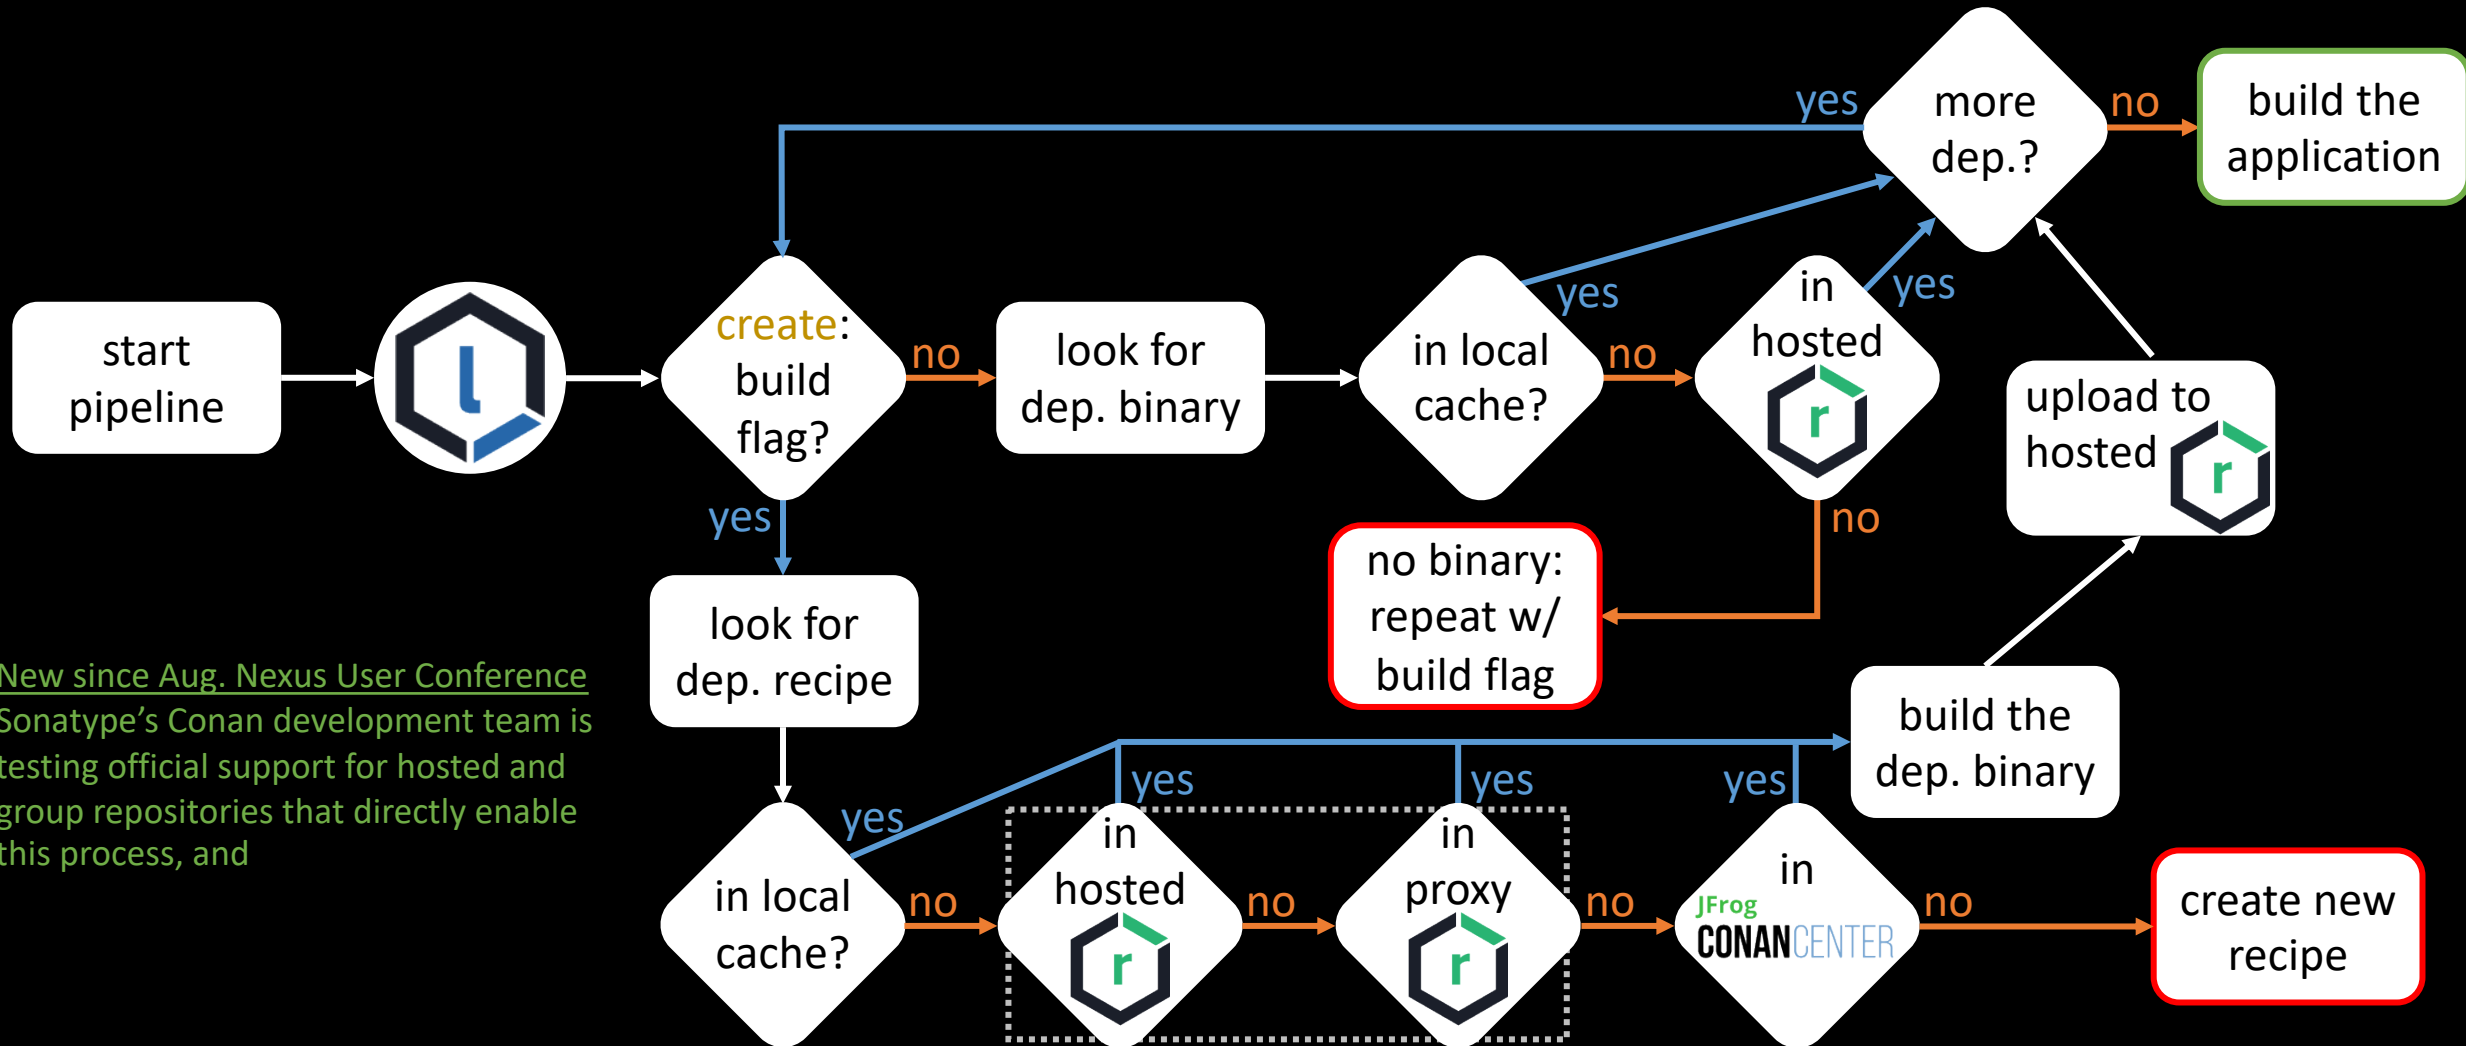 more
dep.?
yes
no
build the
application
start
pipeline
l
create:
build
flag?
no
yes
look for
dep. binary
in local
cache?
yes
no
in
hosted
r
yes
no
upload to
hosted
r
no binary:
repeat w/
build flag
look for
dep. recipe
build the
dep. binary
New since Aug. Nexus User Conference
Sonatype’s Conan development team is
testing official support for hosted and
group repositories that directly enable
this process, and
in local
cache?
yes
no
in
hosted
r
yes
no
in
proxy
r
yes
no
in
JFrog
CONANCENTER
yes
no
create new
recipe